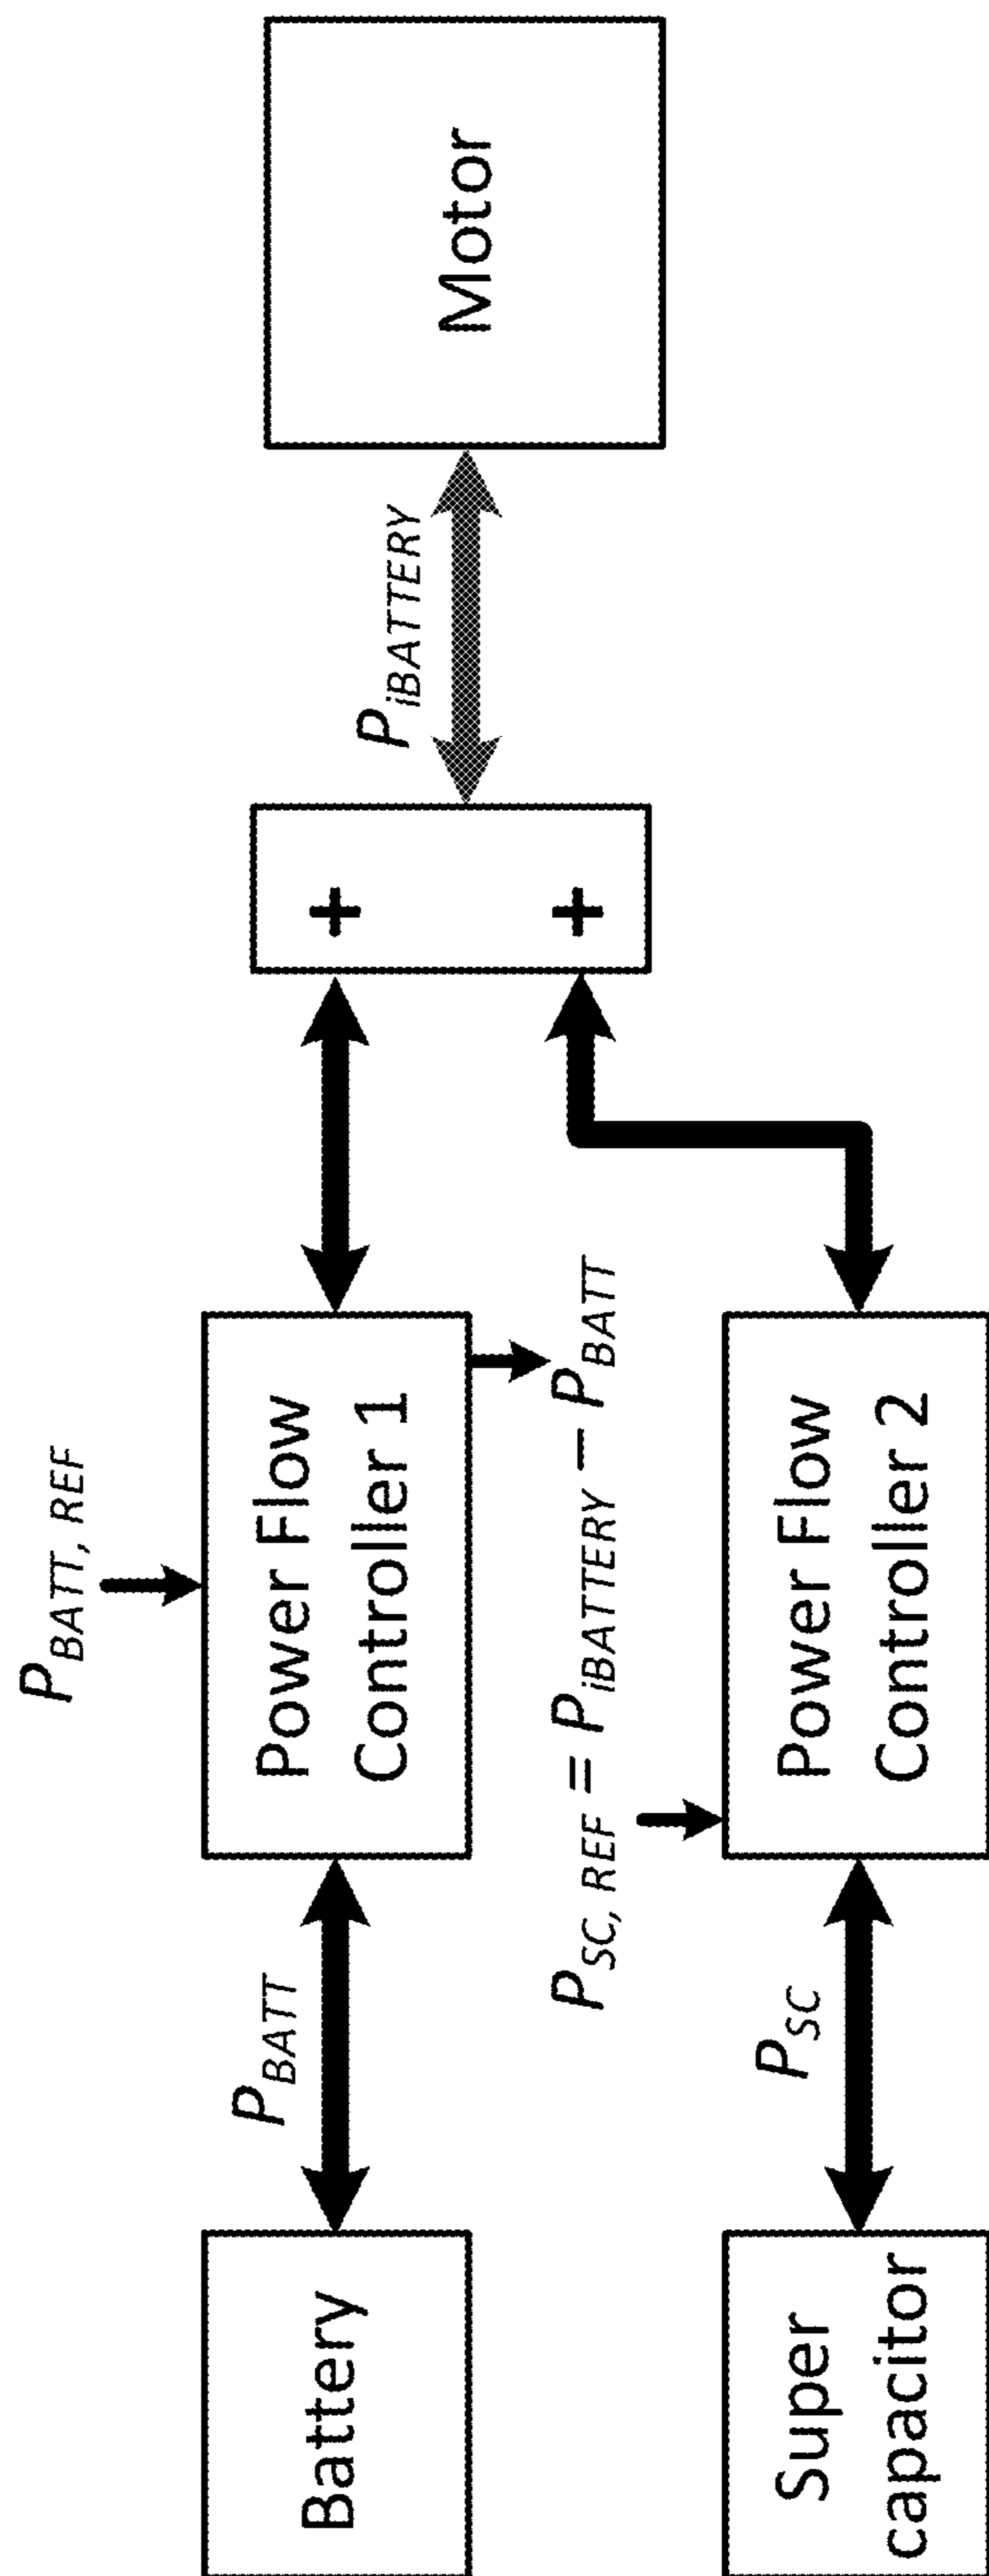 P_BATT, REF
Battery
P_BATT
Power Flow
Controller 1
+
+
P_iBATTERY
Motor
P_SC, REF = P_iBATTERY − P_BATT
Super
capacitor
P_SC
Power Flow
Controller 2